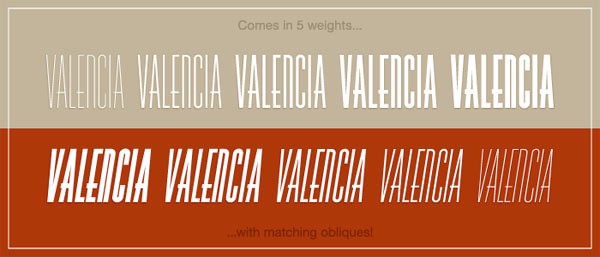 Comes in 5 weights...
VALENCIA VALENCIA VALENCIA VALENCIA VALENCIA
VALENCIA VALENCIA VALENCIA VALENCIA VALENCIA
...with matching obliques!